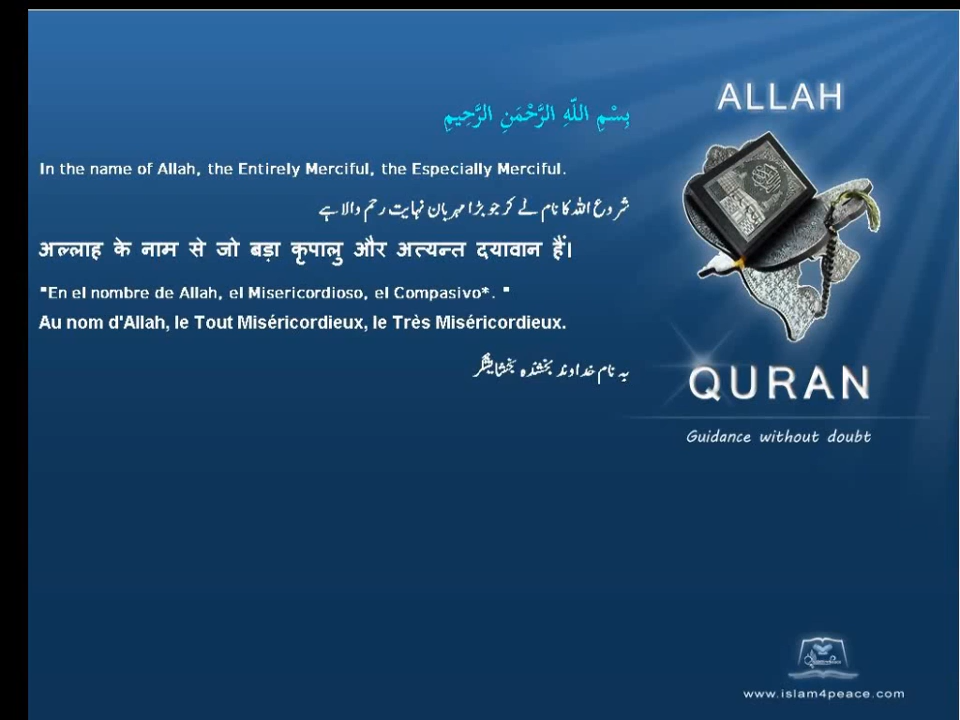 بِسْمِ اللَّهِ الرَّحْمَنِ الرَّحِيمِ
In the name of Allah, the Entirely Merciful, the Especially Merciful.
شروع اللہ کا نام لے کر جو بڑا مہربان نہایت رحم والا ہے
अल्लाह के नाम से जो बड़ा कृपालु और अत्यन्त दयावान हैं।
"En el nombre de Allah, el Misericordioso, el Compasivo*. "
Au nom d'Allah, le Tout Miséricordieux, le Très Miséricordieux.
به نام خداوند بخشنده بخشایشگر
ALLAH
QURAN
Guidance without doubt
www.islam4peace.com